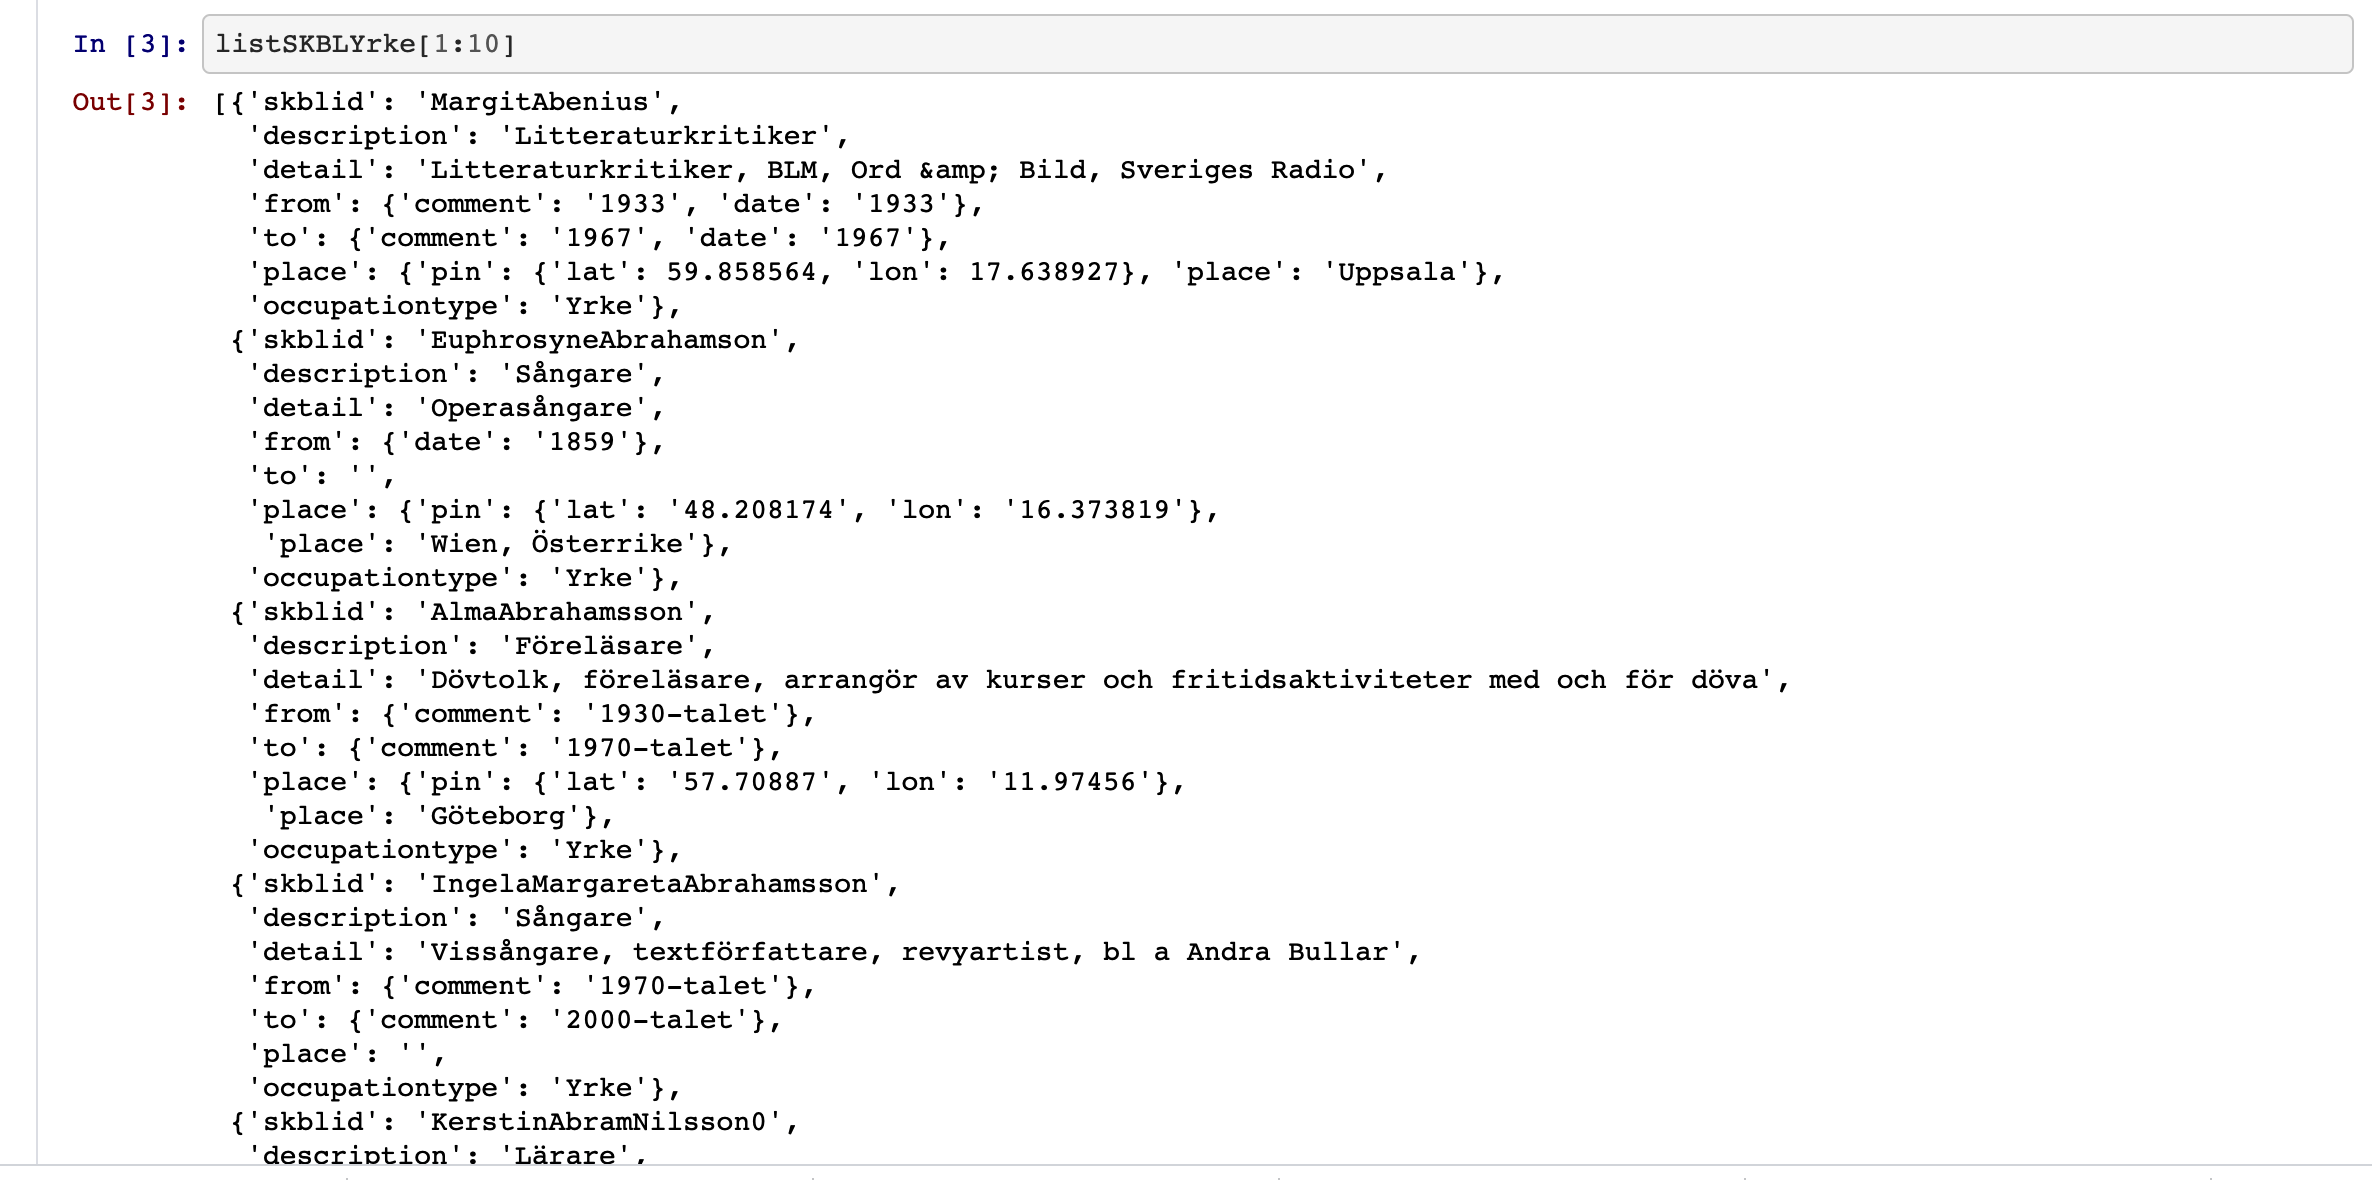 In [3]: listSKBLYrke[1:10]
Out[3]: [{'skblid': 'MargitAbenius',
'description': 'Litteraturkritiker',
'detail': 'Litteraturkritiker, BLM, Ord &amp; Bild, Sveriges Radio',
'from': {'comment': '1933', 'date': '1933'},
'to': {'comment': '1967', 'date': '1967'},
'place': {'pin': {'lat': 59.858564, 'lon': 17.638927}, 'place': 'Uppsala'},
'occupationtype': 'Yrke'},
{'skblid': 'EuphrosyneAbrahamson',
'description': 'Sångare',
'detail': 'Operasångare',
'from': {'date': '1859'},
'to': '',
'place': {'pin': {'lat': '48.208174', 'lon': '16.373819'},
'place': 'Wien, Österrike'},
'occupationtype': 'Yrke'},
{'skblid': 'AlmaAbrahamsson',
'description': 'Föreläsare',
'detail': 'Dövtolk, föreläsare, arrangör av kurser och fritidsaktiviteter med och för döva',
'from': {'comment': '1930-talet'},
'to': {'comment': '1970-talet'},
'place': {'pin': {'lat': '57.70887', 'lon': '11.97456'},
'place': 'Göteborg'},
'occupationtype': 'Yrke'},
{'skblid': 'IngelaMargaretaAbrahamsson',
'description': 'Sångare',
'detail': 'Vissångare, textförfattare, revyartist, bl a Andra Bullar',
'from': {'comment': '1970-talet'},
'to': {'comment': '2000-talet'},
'place': '',
'occupationtype': 'Yrke'},
{'skblid': 'KerstinAbramNilsson0',
'description': 'Lärare',